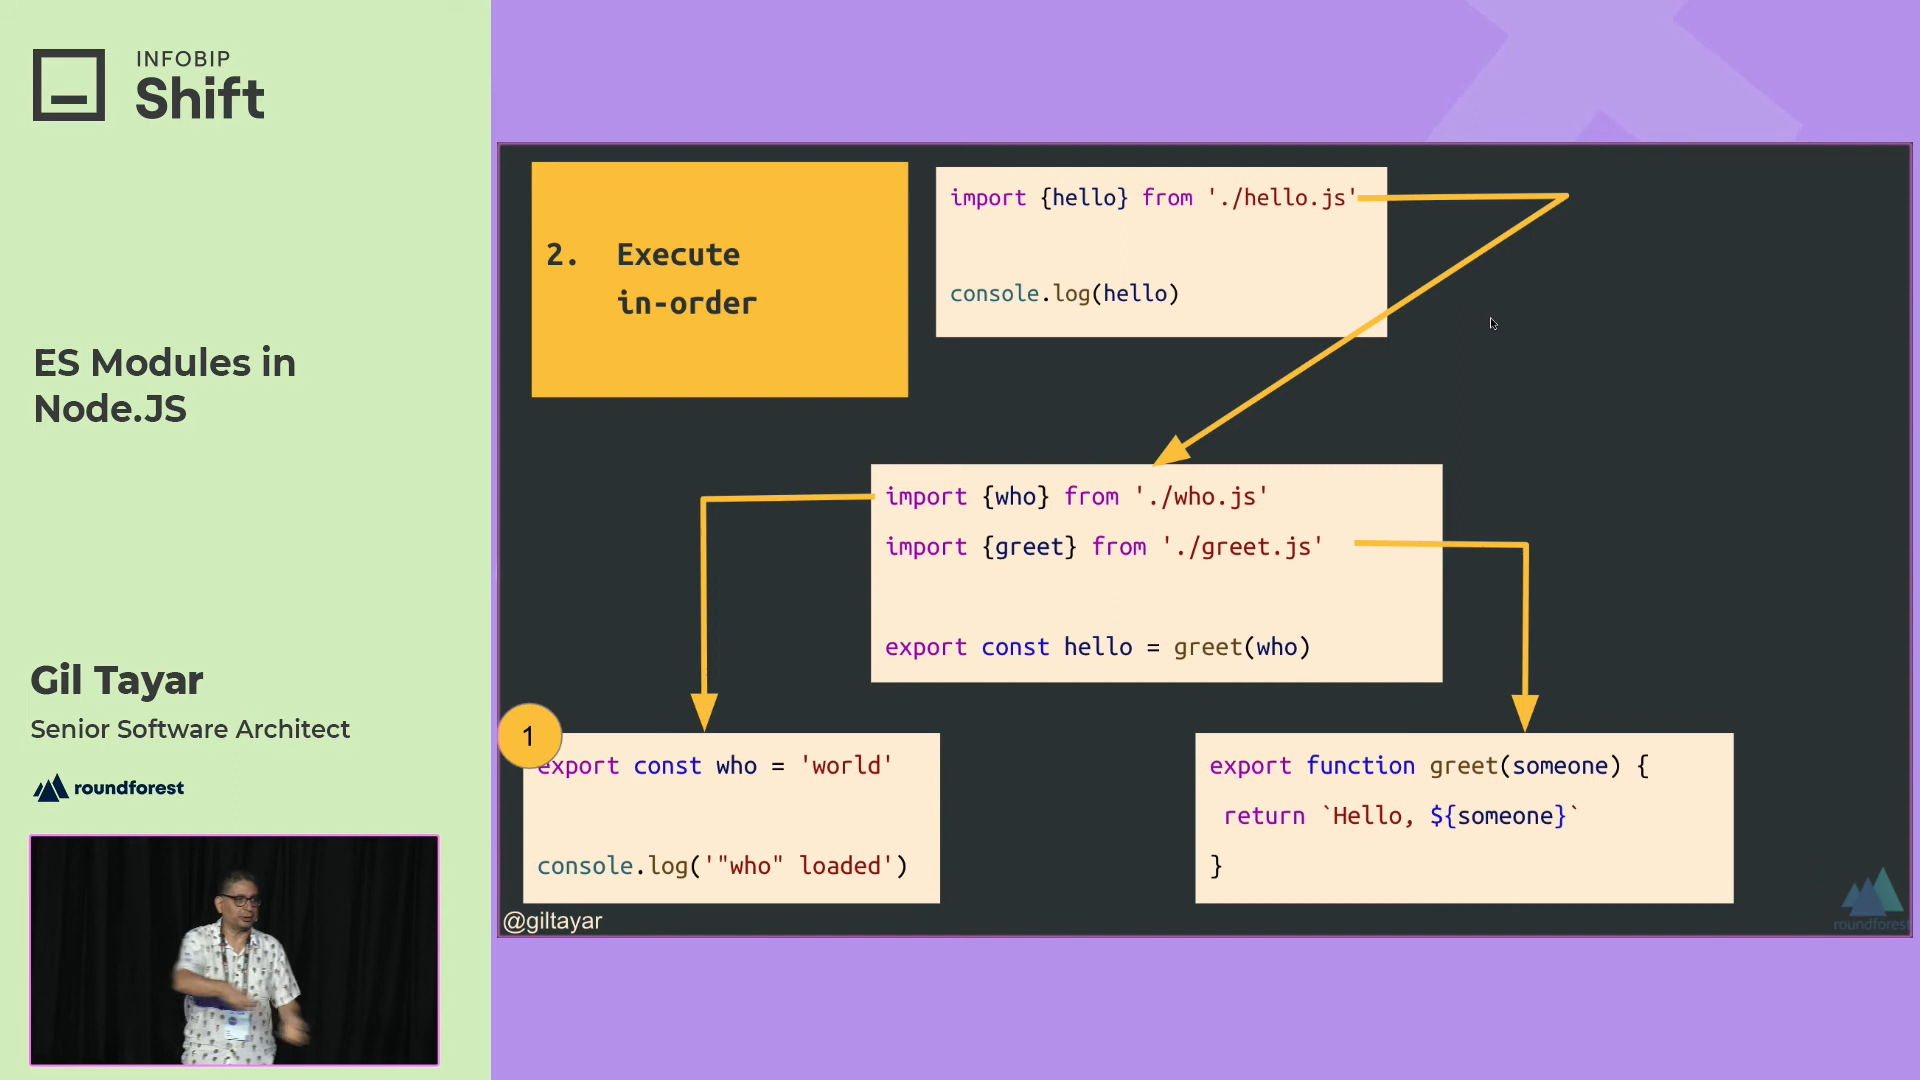 INFOBIP
Shift
ES Modules in
Node.JS
Gil Tayar
Senior Software Architect
roundforest
2. Execute
in-order
import {hello} from './hello.js'
console.log(hello)
import {who} from './who.js'
import {greet} from './greet.js'
export const hello = greet(who)
1
export const who = 'world'
console.log('"who" loaded')
export function greet(someone) {
return `Hello, ${someone}`
}
@giltayar
roundforest